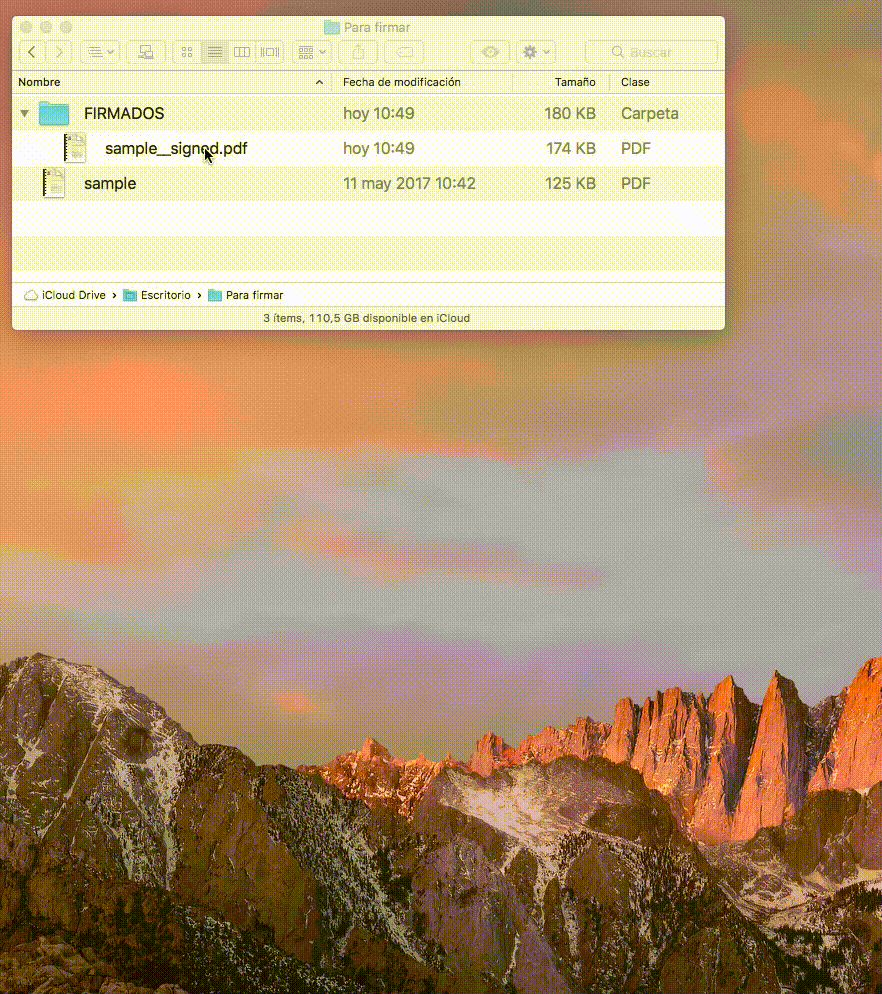 Para firmar
Buscar
Nombre Fecha de modificación Tamaño Clase
FIRMADOS hoy 10:49 180 KB Carpeta
sample__signed.pdf hoy 10:49 174 KB PDF
sample 11 may 2017 10:42 125 KB PDF
iCloud Drive › Escritorio › Para firmar
3 ítems, 110,5 GB disponible en iCloud